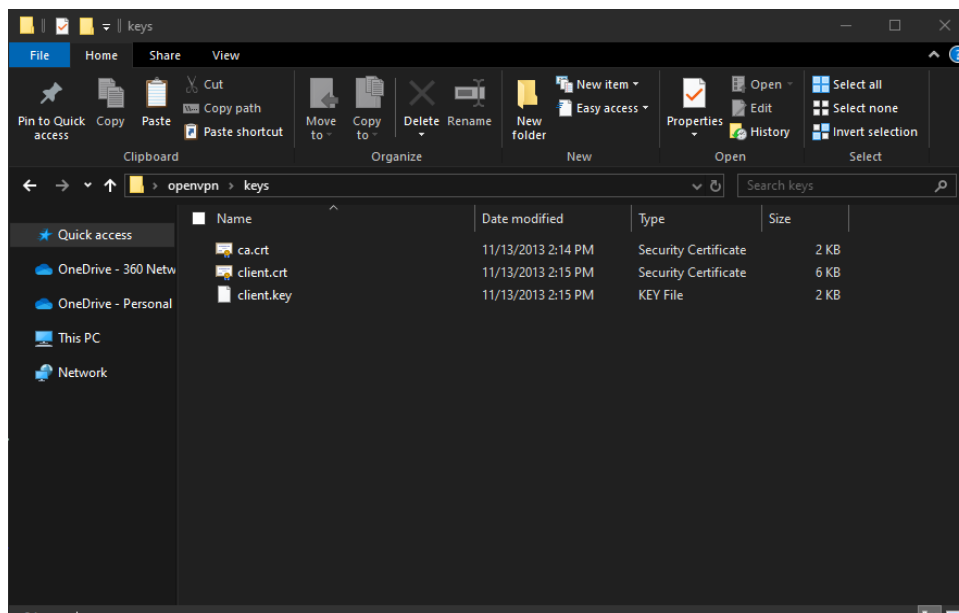 keys
File Home Share View
Pin to Quick access
Copy
Paste
Cut
Copy path
Paste shortcut
Clipboard
Move to
Copy to
Delete
Rename
Organize
New folder
New item
Easy access
New
Properties
Open
Edit
History
Open
Select all
Select none
Invert selection
Select
openvpn > keys
Search keys
Quick access
OneDrive - 360 Netw
OneDrive - Personal
This PC
Network
Name Date modified Type Size
ca.crt 11/13/2013 2:14 PM Security Certificate 2 KB
client.crt 11/13/2013 2:15 PM Security Certificate 6 KB
client.key 11/13/2013 2:15 PM KEY File 2 KB